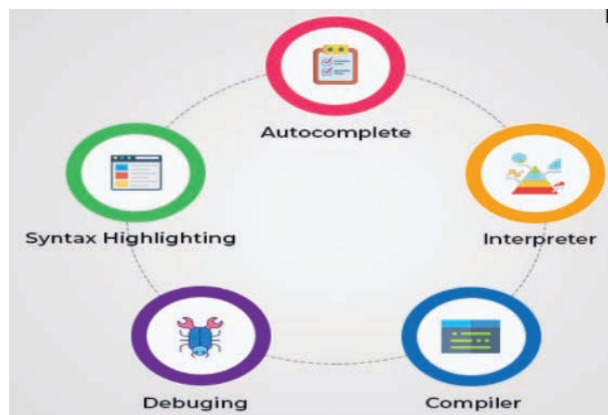 Autocomplete
Syntax Highlighting
Interpreter
Debuging
Compiler